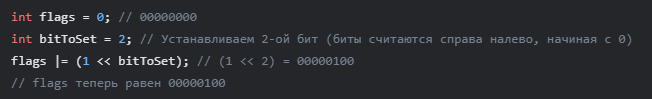 int flags = 0; // 00000000
int bitToSet = 2; // Устанавливаем 2-ой бит (биты считаются справа налево, начиная с 0)
flags |= (1 << bitToSet); // (1 << 2) = 00000100
// flags теперь равен 00000100